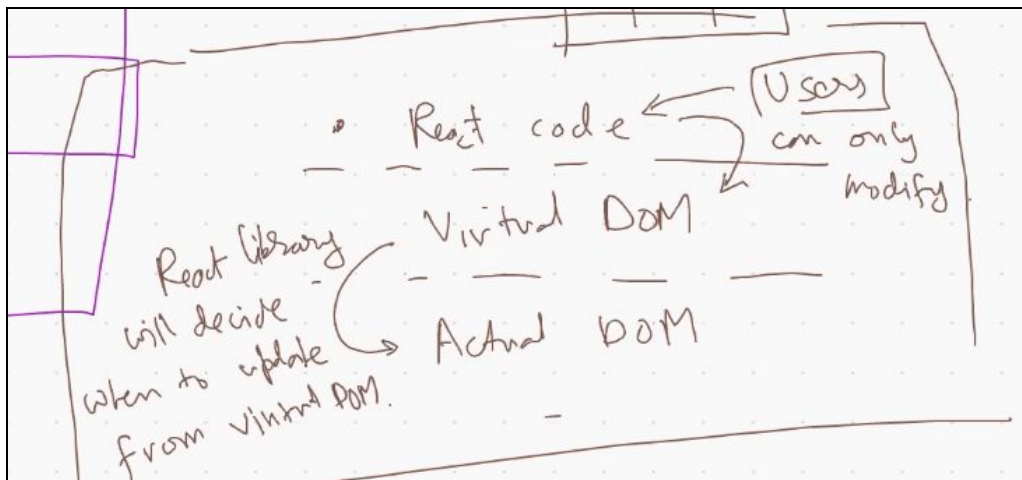 Users
React code
can only
modify
Virtual DOM
React library
will decide
when to update
from virtual DOM.
Actual DOM